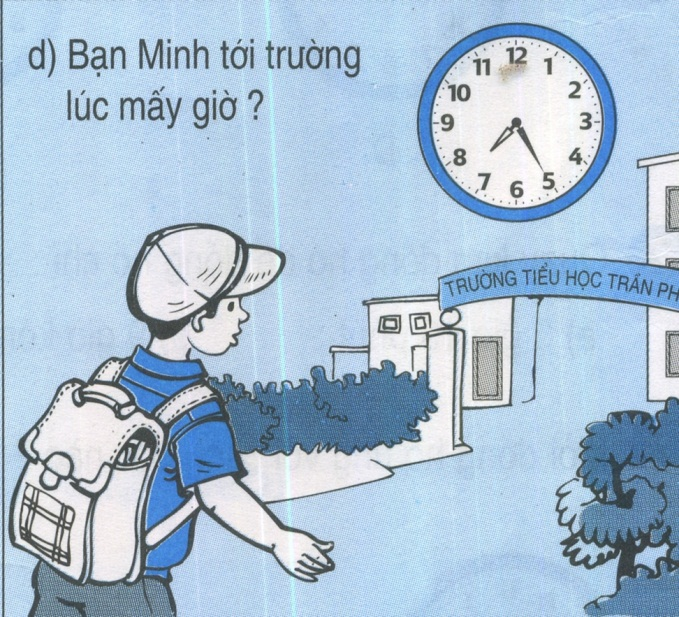 d) Bạn Minh tới trường
lúc mấy giờ ?
11 12 1
10 2
9 3
8 4
7 6 5
TRƯỜNG TIỂU HỌC TRẦN PH